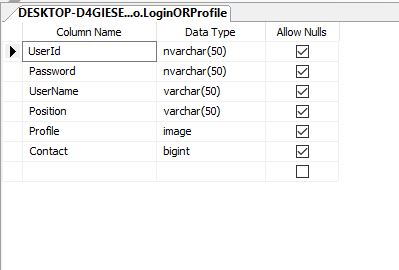 DESKTOP-D4GIESE...o.LoginORProfile
Column Name Data Type Allow Nulls
UserId nvarchar(50)
Password nvarchar(50)
UserName varchar(50)
Position varchar(50)
Profile image
Contact bigint